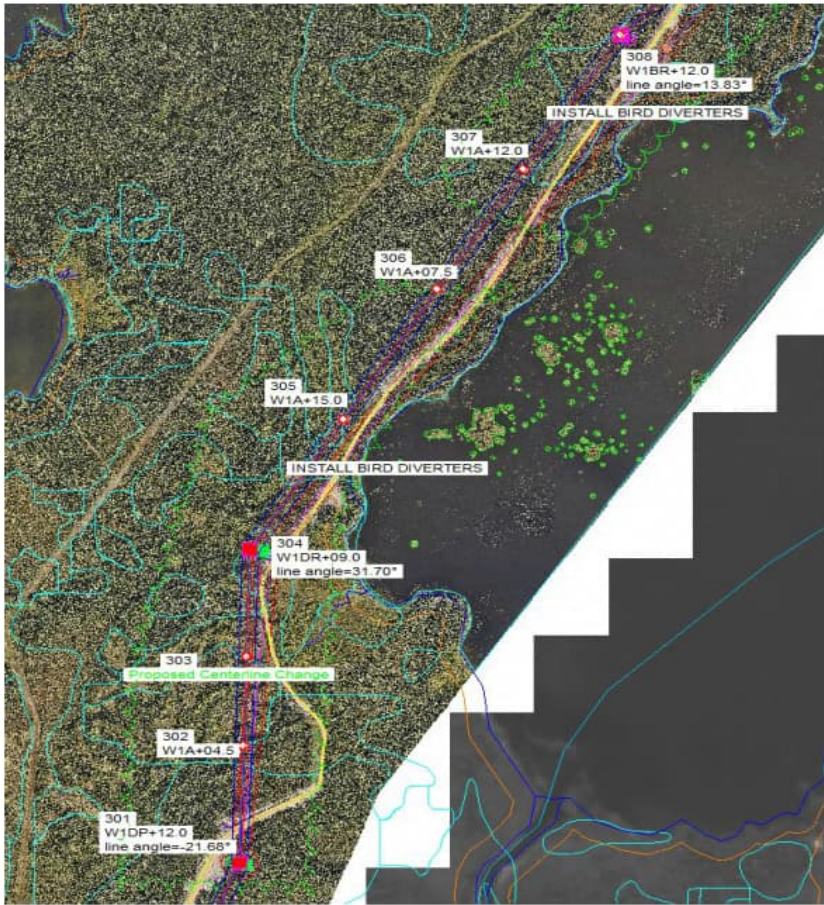 308
W1BR+12.0
line angle=13.83°
INSTALL BIRD DIVERTERS
307
W1A+12.0
306
W1A+07.5
305
W1A+15.0
INSTALL BIRD DIVERTERS
304
W1DR+09.0
line angle=31.70°
303
Proposed Centerline Change
302
W1A+04.5
301
W1DP+12.0
line angle=-21.68°